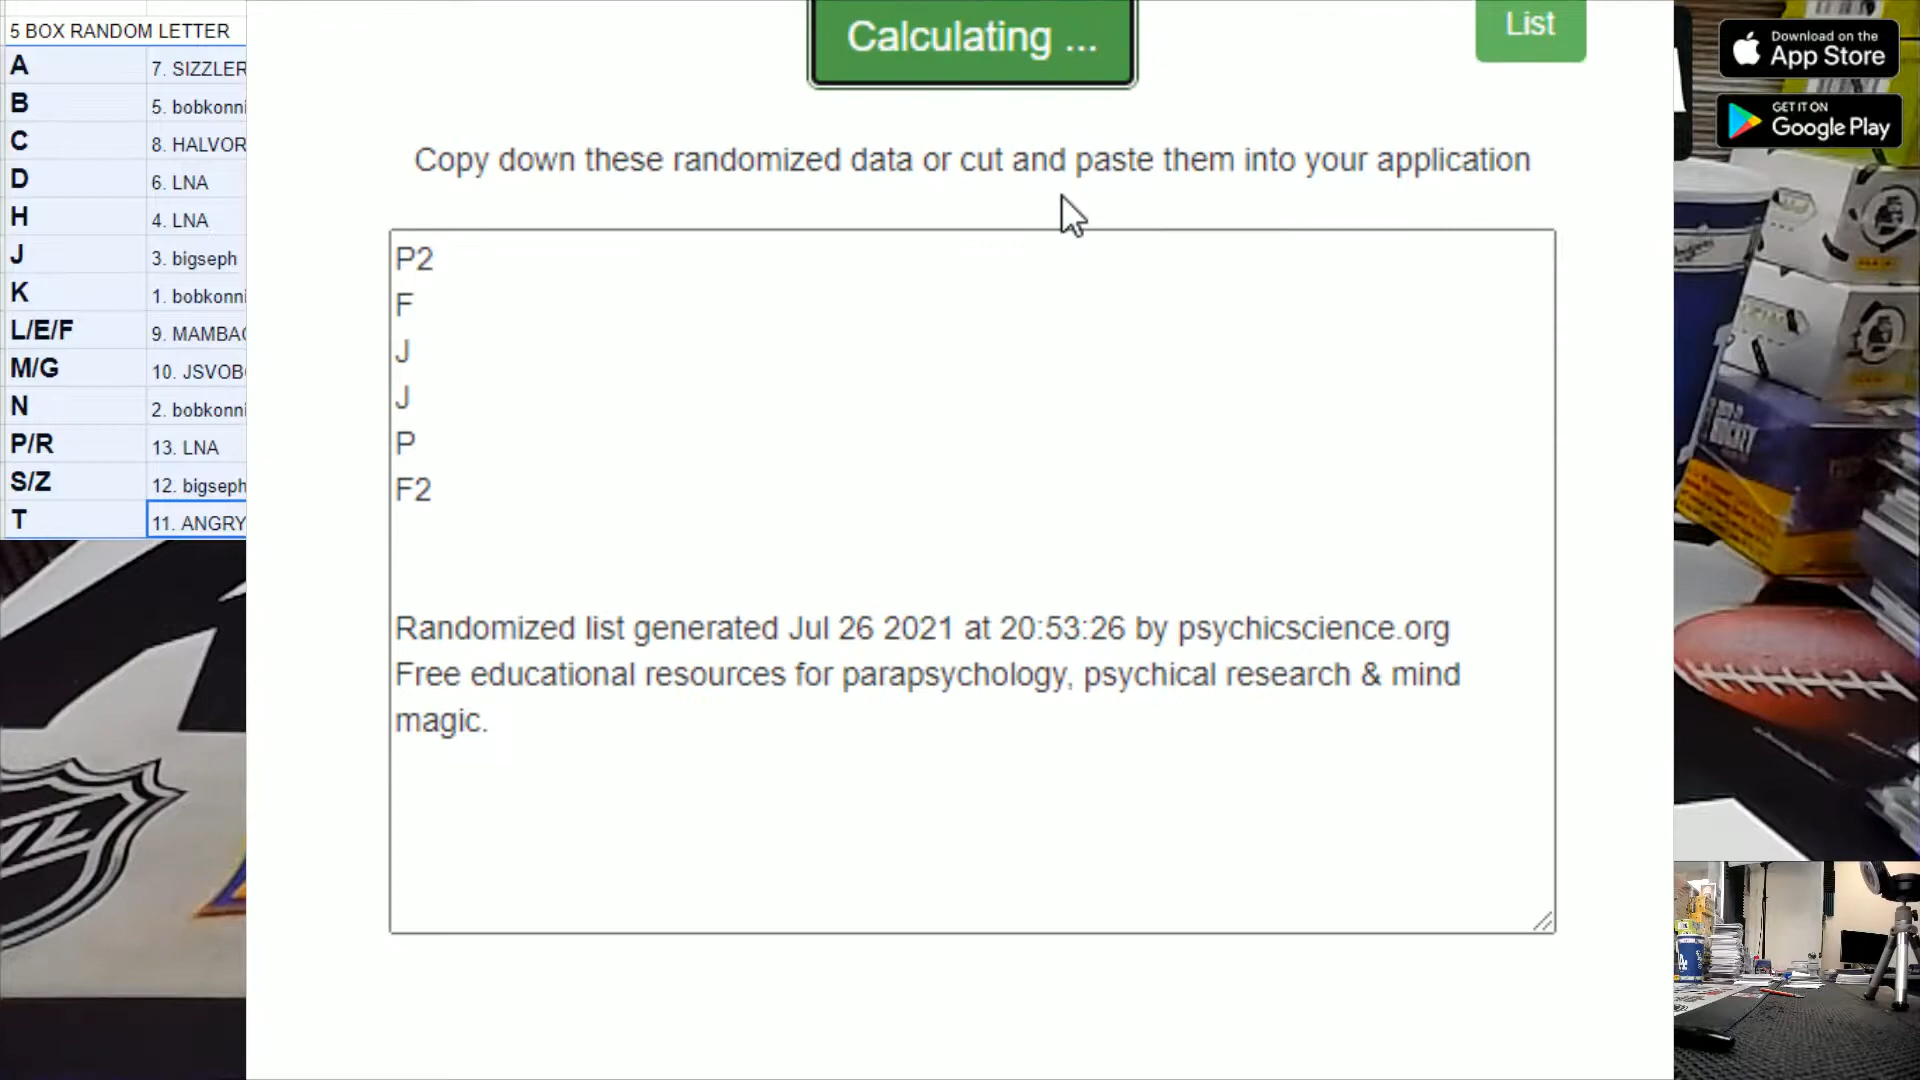 5 BOX RANDOM LETTER
A 7. SIZZLER
B 5. bobkonni
C 8. HALVOR
D 6. LNA
H 4. LNA
J 3. bigseph
K 1. bobkonni
L/E/F 9. MAMBA
M/G 10. JSVOB
N 2. bobkonni
P/R 13. LNA
S/Z 12. bigseph
T 11. ANGRY
Calculating ...
List
Copy down these randomized data or cut and paste them into your application
P2
F
J
J
P
F2
Randomized list generated Jul 26 2021 at 20:53:26 by psychicscience.org
Free educational resources for parapsychology, psychical research & mind
magic.
Download on the
App Store
GET IT ON
Google Play
HOCKEY